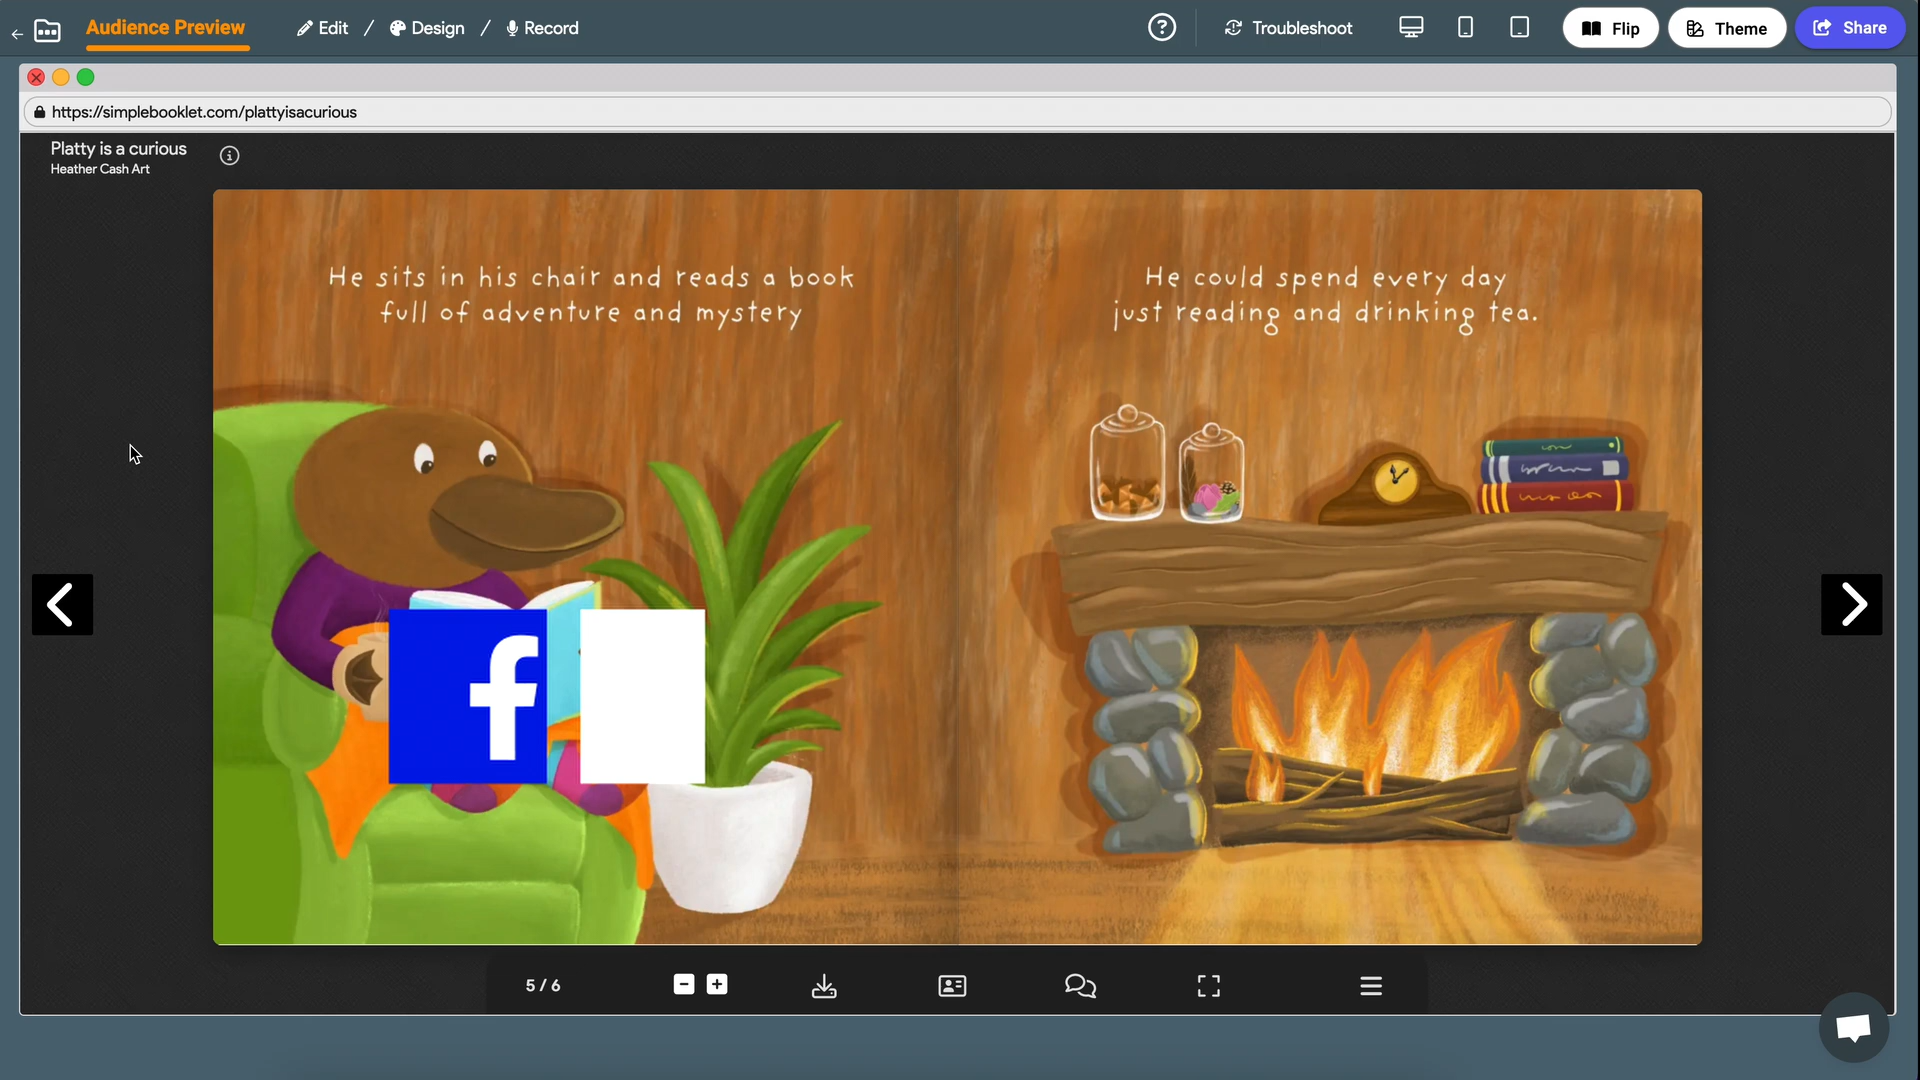 Audience Preview
Edit / Design / Record
Troubleshoot
Flip
Theme
Share
https://simplebooklet.com/plattyisacurious
Platty is a curious
Heather Cash Art
He sits in his chair and reads a book
full of adventure and mystery
He could spend every day
just reading and drinking tea.
f
5 / 6